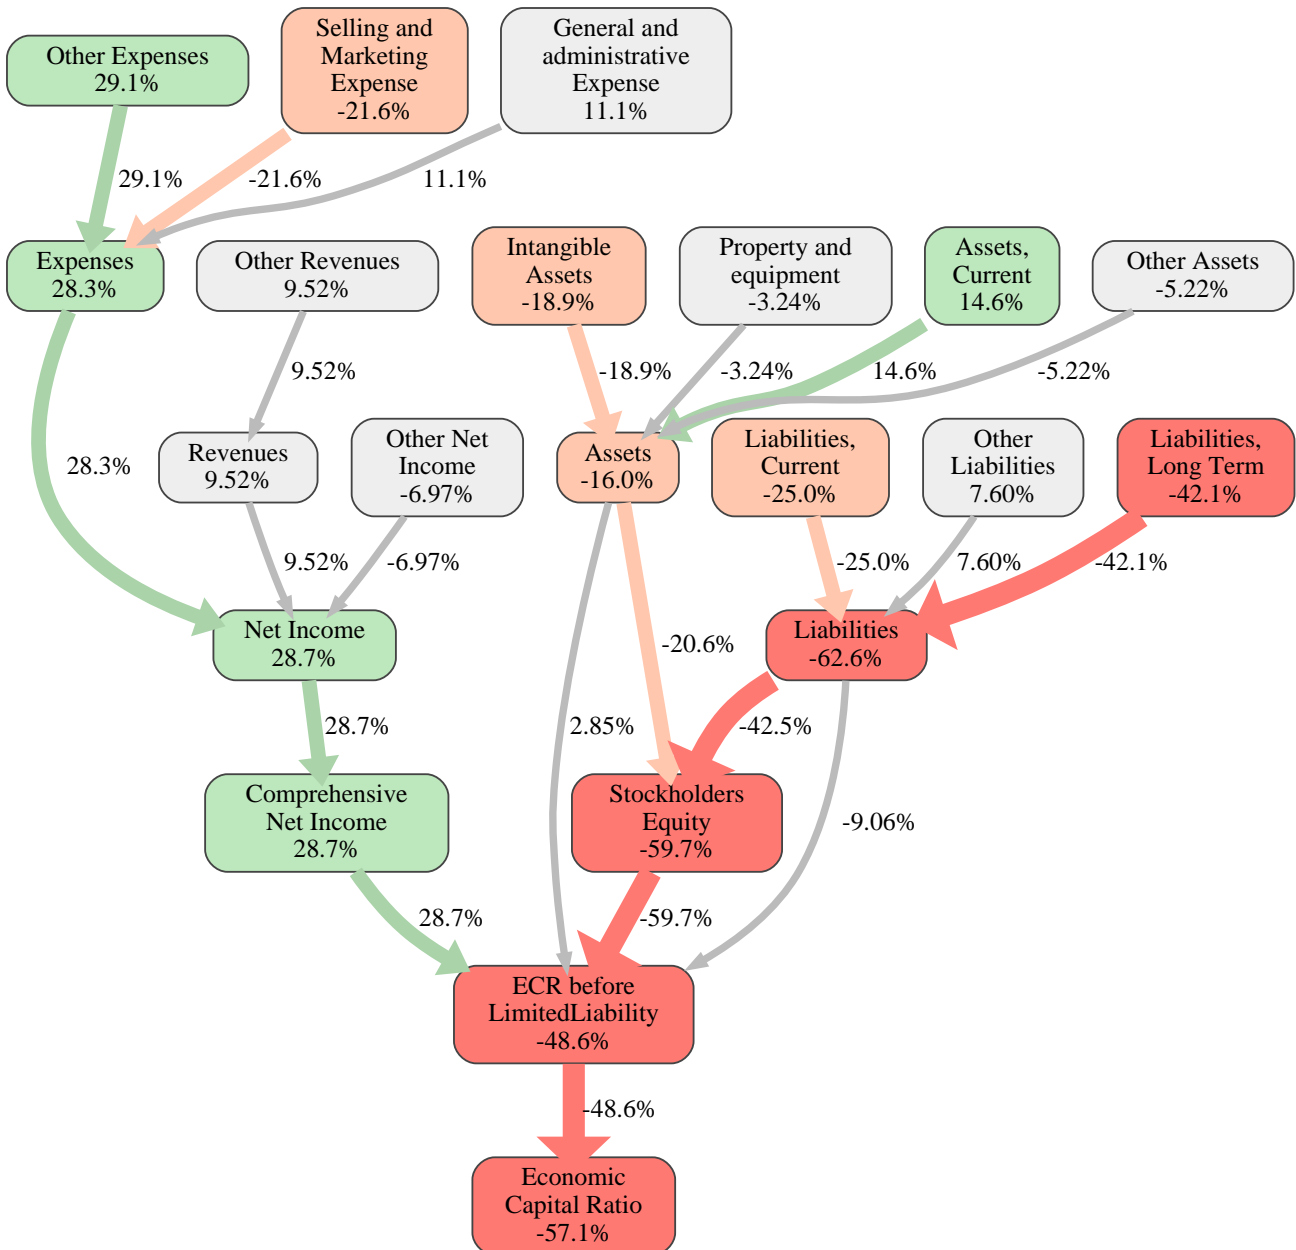 Other Expenses
29.1%
Selling and
Marketing
Expense
-21.6%
General and
administrative
Expense
11.1%
29.1%
-21.6%
11.1%
Expenses
28.3%
Other Revenues
9.52%
Intangible
Assets
-18.9%
Property and
equipment
-3.24%
Assets,
Current
14.6%
Other Assets
-5.22%
9.52%
-18.9%
-3.24%
14.6%
-5.22%
28.3%
Revenues
9.52%
Other Net
Income
-6.97%
Assets
-16.0%
Liabilities,
Current
-25.0%
Other
Liabilities
7.60%
Liabilities,
Long Term
-42.1%
9.52%
-6.97%
-25.0%
7.60%
-42.1%
Net Income
28.7%
-20.6%
Liabilities
-62.6%
28.7%
2.85%
-42.5%
Comprehensive
Net Income
28.7%
Stockholders
Equity
-59.7%
-9.06%
28.7%
-59.7%
ECR before
LimitedLiability
-48.6%
-48.6%
Economic
Capital Ratio
-57.1%